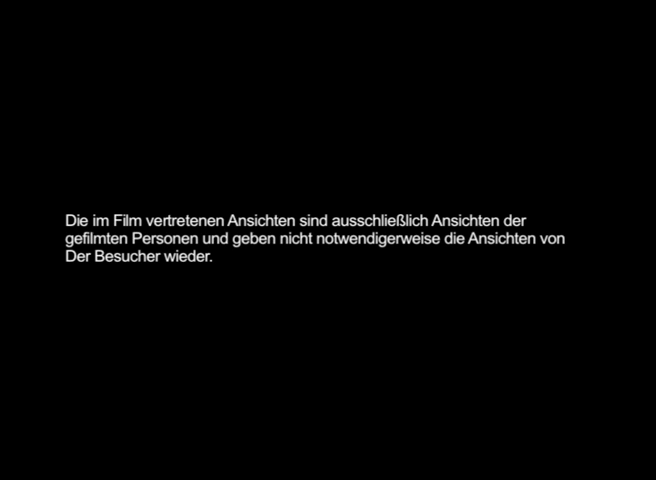 Die im Film vertretenen Ansichten sind ausschließlich Ansichten der
gefilmten Personen und geben nicht notwendigerweise die Ansichten von
Der Besucher wieder.